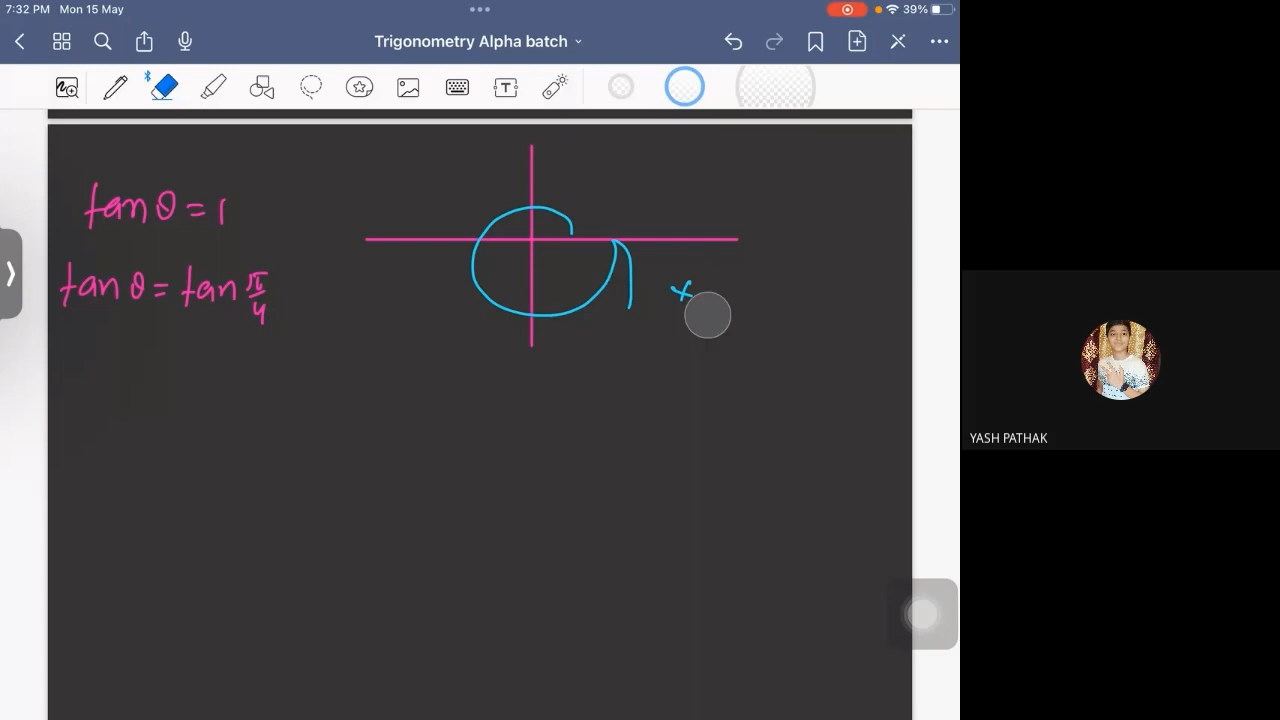 7:32 PM Mon 15 May
39%
Trigonometry Alpha batch
tan θ = 1
tan θ = tan π/4
YASH PATHAK